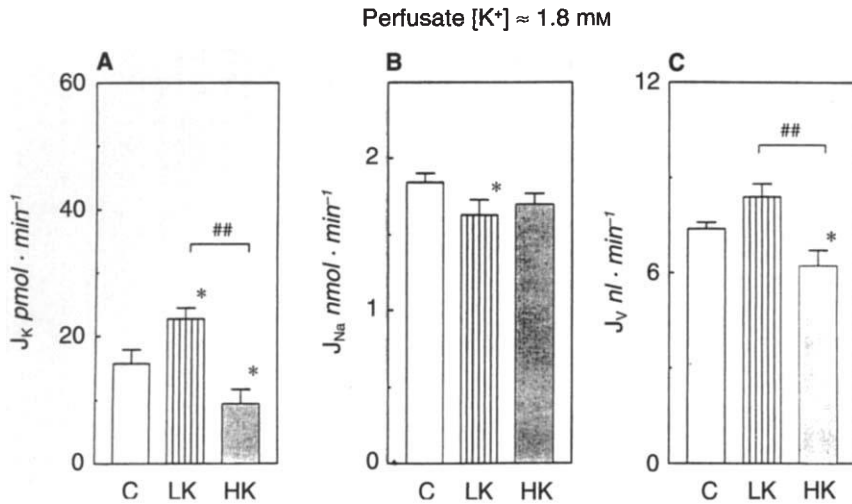 Perfusate [K⁺] ≈ 1.8 mM
A
60
40
20
0
J_K pmol · min⁻¹
*
##
*
C LK HK
B
2
1
0
J_Na nmol · min⁻¹
*
C LK HK
C
12
6
0
J_V nl · min⁻¹
##
*
C LK HK